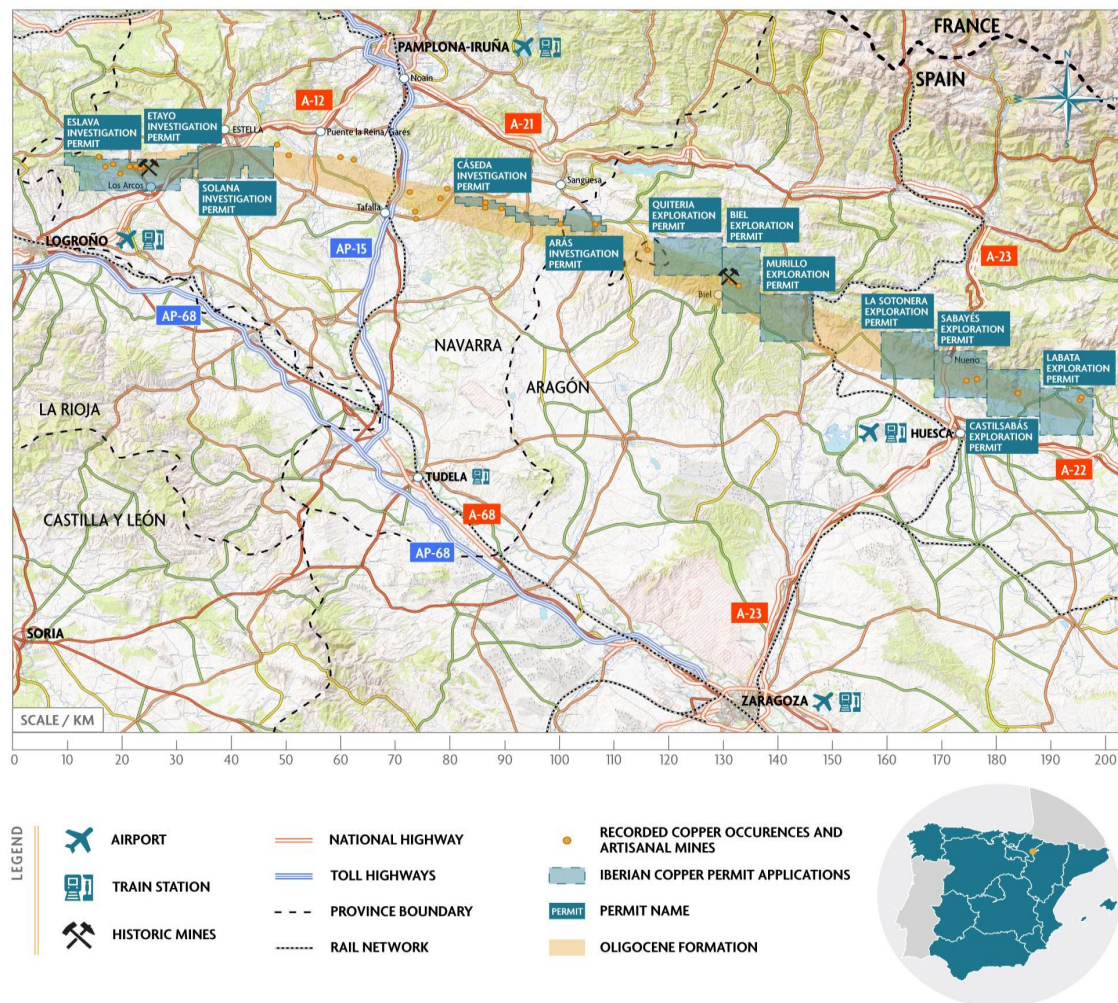 FRANCE
SPAIN
N
S
PAMPLONA-IRUÑA
Noain
A-12
A-21
ESLAVA
INVESTIGATION
PERMIT
ETAYO
INVESTIGATION
PERMIT
ESTELLA
Puente la Reina/Garés
Los Arcos
SOLANA
INVESTIGATION
PERMIT
CÁSEDA
INVESTIGATION
PERMIT
Sangüesa
Tafalla
ARÁS
INVESTIGATION
PERMIT
QUITERIA
EXPLORATION
PERMIT
BIEL
EXPLORATION
PERMIT
MURILLO
EXPLORATION
PERMIT
Biel
LOGROÑO
AP-15
A-23
AP-68
LA SOTONERA
EXPLORATION
PERMIT
SABAYÉS
EXPLORATION
PERMIT
Nueno
LABATA
EXPLORATION
PERMIT
NAVARRA
ARAGÓN
LA RIOJA
HUESCA
CASTILSABÁS
EXPLORATION
PERMIT
A-22
TUDELA
A-68
CASTILLA Y LEÓN
AP-68
A-23
SORIA
ZARAGOZA
SCALE / KM
0 10 20 30 40 50 60 70 80 90 100 110 120 130 140 150 160 170 180 190 200
LEGEND
AIRPORT
TRAIN STATION
HISTORIC MINES
NATIONAL HIGHWAY
TOLL HIGHWAYS
PROVINCE BOUNDARY
RAIL NETWORK
RECORDED COPPER OCCURENCES AND
ARTISANAL MINES
IBERIAN COPPER PERMIT APPLICATIONS
PERMIT
PERMIT NAME
OLIGOCENE FORMATION